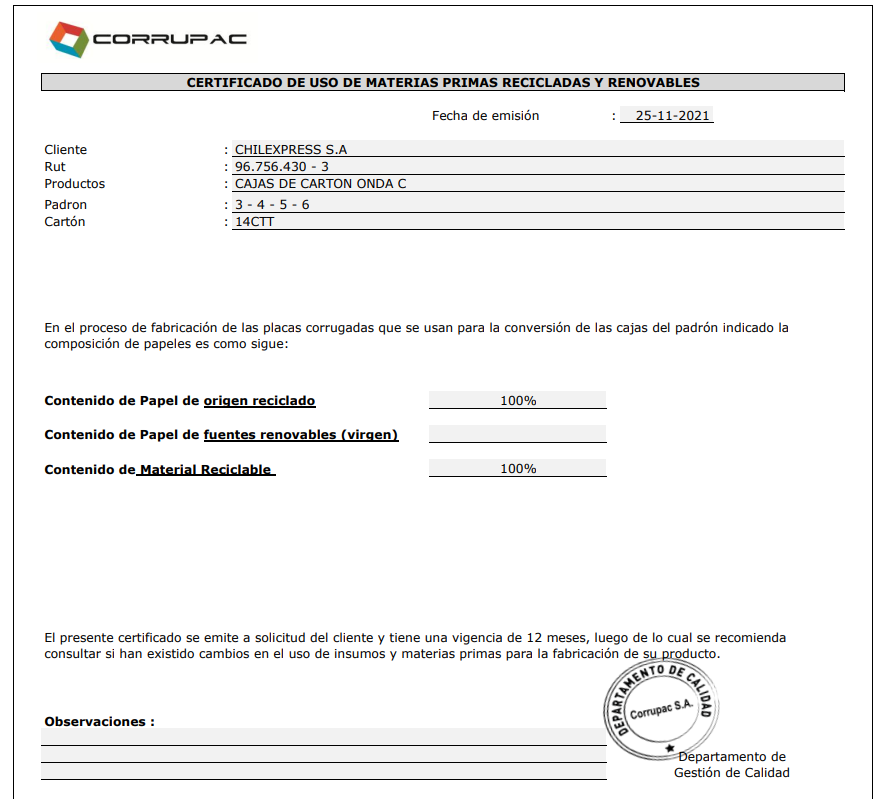 CORRUPAC
CERTIFICADO DE USO DE MATERIAS PRIMAS RECICLADAS Y RENOVABLES
Fecha de emisión : 25-11-2021
Cliente : CHILEXPRESS S.A
Rut : 96.756.430 - 3
Productos : CAJAS DE CARTON ONDA C
Padron : 3 - 4 - 5 - 6
Cartón : 14CTT
En el proceso de fabricación de las placas corrugadas que se usan para la conversión de las cajas del padrón indicado la
composición de papeles es como sigue:
Contenido de Papel de origen reciclado 100%
Contenido de Papel de fuentes renovables (virgen)
Contenido de Material Reciclable 100%
El presente certificado se emite a solicitud del cliente y tiene una vigencia de 12 meses, luego de lo cual se recomienda
consultar si han existido cambios en el uso de insumos y materias primas para la fabricación de su producto.
DEPARTAMENTO DE CALIDAD
Corrupac S.A.
Observaciones :
Departamento de
Gestión de Calidad